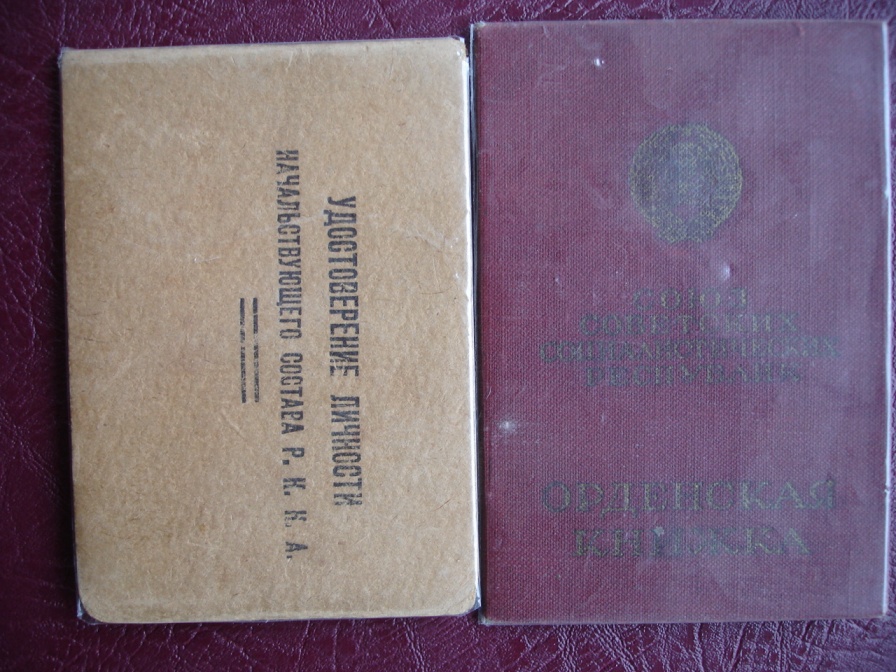 УДОСТОВЕРЕНИЕ ЛИЧНОСТИ
НАЧАЛЬСТВУЮЩЕГО СОСТАВА Р. К. К. А.
СОЮЗ
СОВЕТСКИХ
СОЦИАЛИСТИЧЕСКИХ
РЕСПУБЛИК
ОРДЕНСКАЯ
КНИЖКА